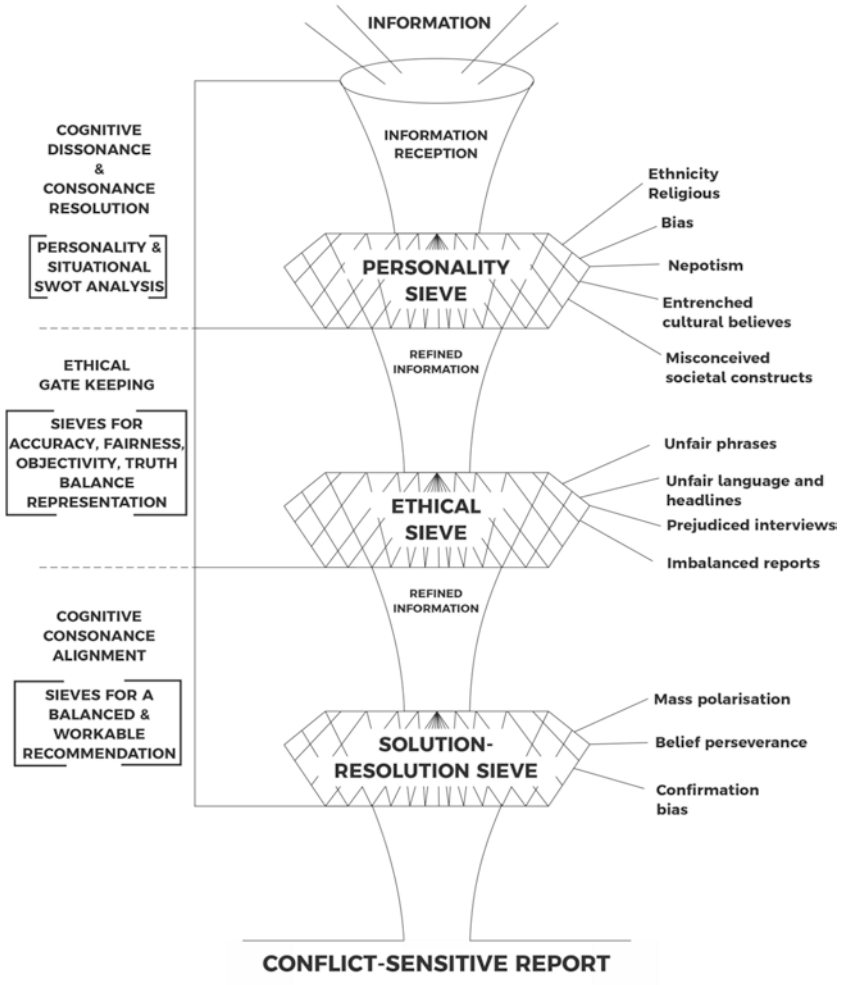 INFORMATION
INFORMATION
RECEPTION
COGNITIVE
DISSONANCE
&
CONSONANCE
RESOLUTION
PERSONALITY &
SITUATIONAL
SWOT ANALYSIS
PERSONALITY
SIEVE
Ethnicity
Religious
Bias
Nepotism
Entrenched
cultural believes
Misconceived
societal constructs
REFINED
INFORMATION
ETHICAL
GATE KEEPING
SIEVES FOR
ACCURACY, FAIRNESS,
OBJECTIVITY, TRUTH
BALANCE
REPRESENTATION
ETHICAL
SIEVE
Unfair phrases
Unfair language and
headlines
Prejudiced interviews
Imbalanced reports
REFINED
INFORMATION
COGNITIVE
CONSONANCE
ALIGNMENT
SIEVES FOR A
BALANCED &
WORKABLE
RECOMMENDATION
SOLUTION-
RESOLUTION SIEVE
Mass polarisation
Belief perseverance
Confirmation
bias
CONFLICT-SENSITIVE REPORT